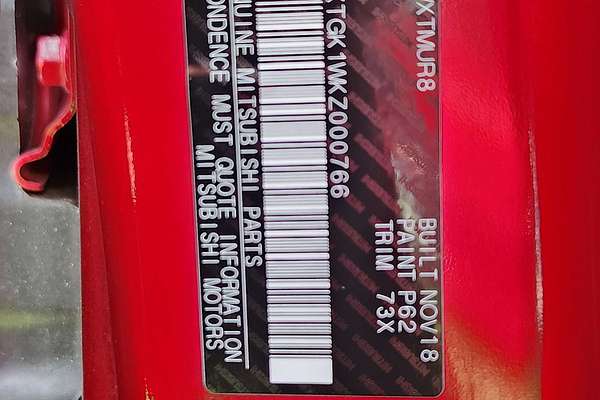 XTMUR8
BUILT NOV18
PAINT P62
TRIM 73X
TGK1WKZ000766
UINE MITSUBISHI PARTS
ONDENCE MUST QUOTE INFORMATION
MITSUBISHI MOTORS